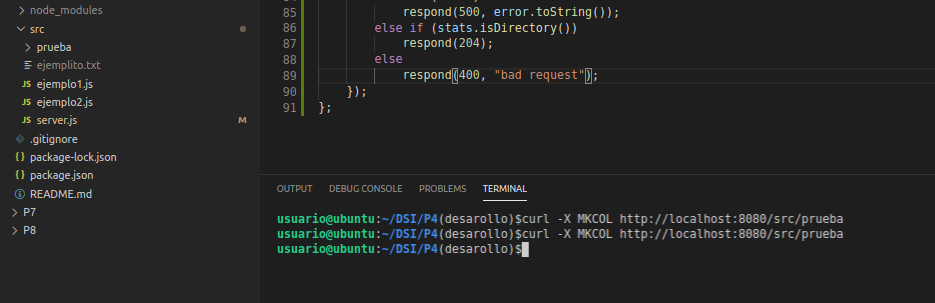 node_modules
src
prueba
ejemplito.txt
JS ejemplo1.js
JS ejemplo2.js
JS server.js M
.gitignore
{} package-lock.json
{} package.json
README.md
P7
P8
85 respond(500, error.toString());
86 else if (stats.isDirectory())
87 respond(204);
88 else
89 respond(400, "bad request");
90 });
91 };
OUTPUT DEBUG CONSOLE PROBLEMS TERMINAL
usuario@ubuntu:~/DSI/P4(desarollo)$curl -X MKCOL http://localhost:8080/src/prueba
usuario@ubuntu:~/DSI/P4(desarollo)$curl -X MKCOL http://localhost:8080/src/prueba
usuario@ubuntu:~/DSI/P4(desarollo)$